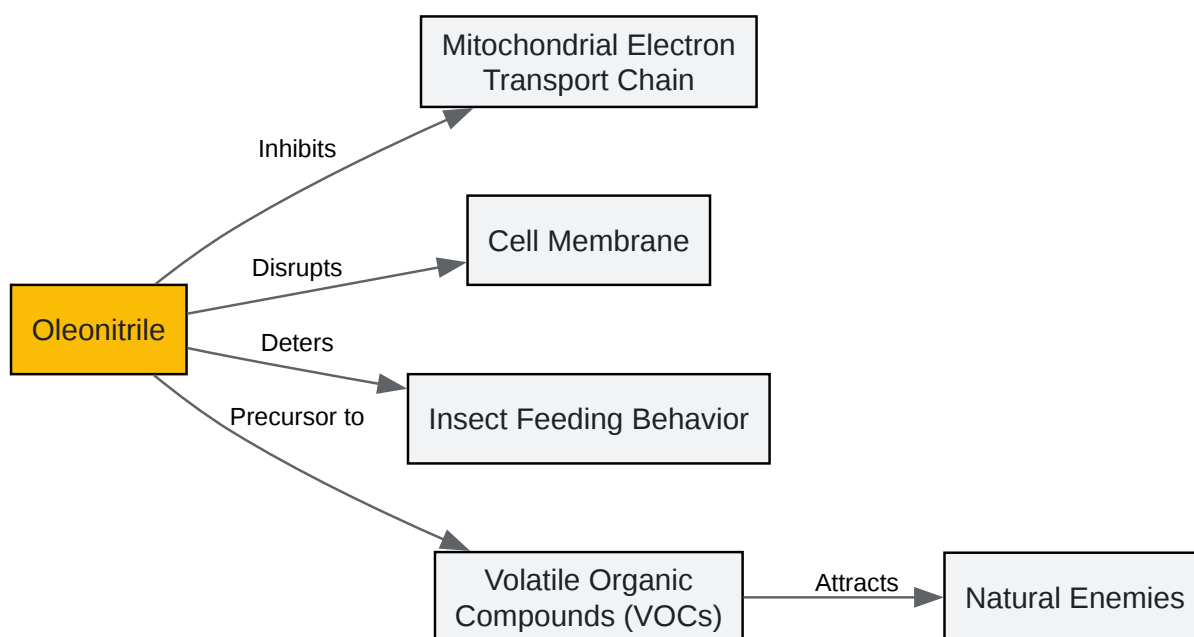 Mitochondrial Electron
Transport Chain
Inhibits
Cell Membrane
Disrupts
Oleonitrile
Deters
Insect Feeding Behavior
Precursor to
Volatile Organic
Compounds (VOCs)
Attracts
Natural Enemies